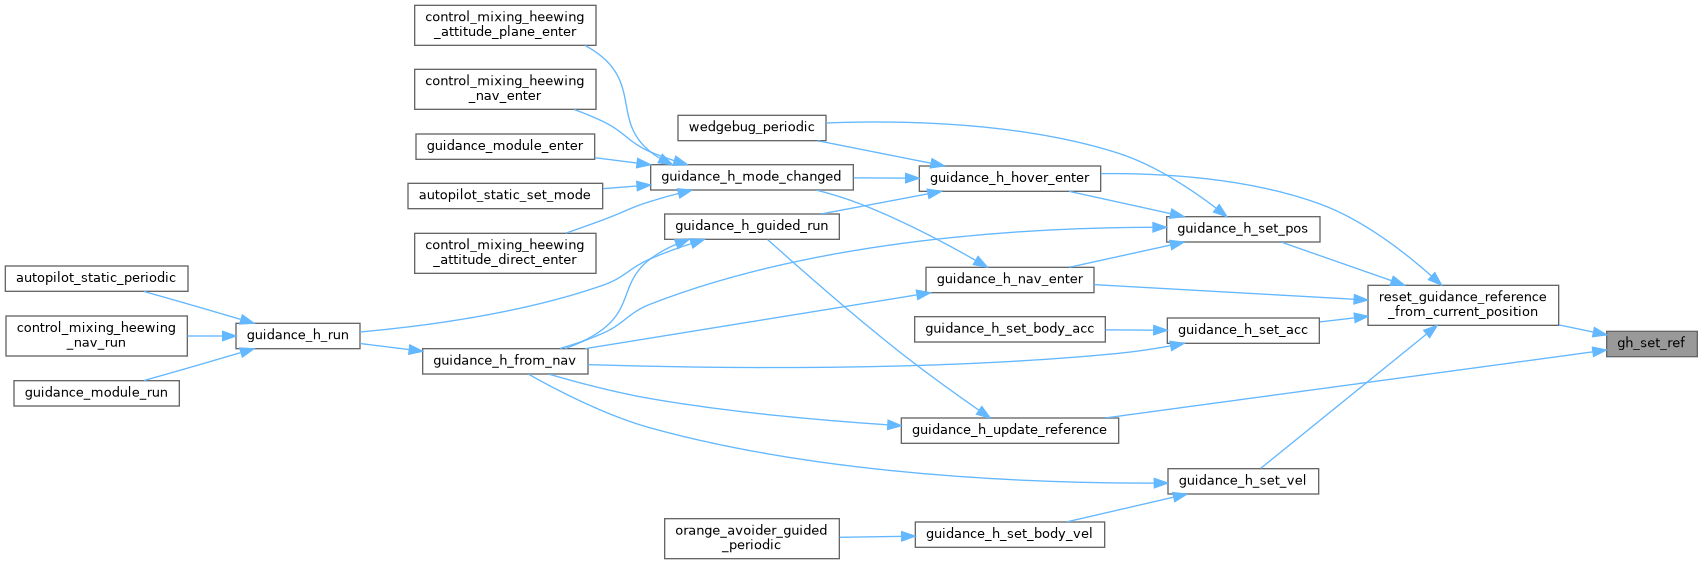 control_mixing_heewing
_attitude_plane_enter
control_mixing_heewing
_nav_enter
guidance_module_enter
autopilot_static_set_mode
control_mixing_heewing
_attitude_direct_enter
autopilot_static_periodic
control_mixing_heewing
_nav_run
guidance_module_run
guidance_h_run
guidance_h_from_nav
wedgebug_periodic
guidance_h_mode_changed
guidance_h_guided_run
orange_avoider_guided
_periodic
guidance_h_hover_enter
guidance_h_nav_enter
guidance_h_set_body_acc
guidance_h_update_reference
guidance_h_set_body_vel
guidance_h_set_pos
guidance_h_set_acc
guidance_h_set_vel
reset_guidance_reference
_from_current_position
gh_set_ref